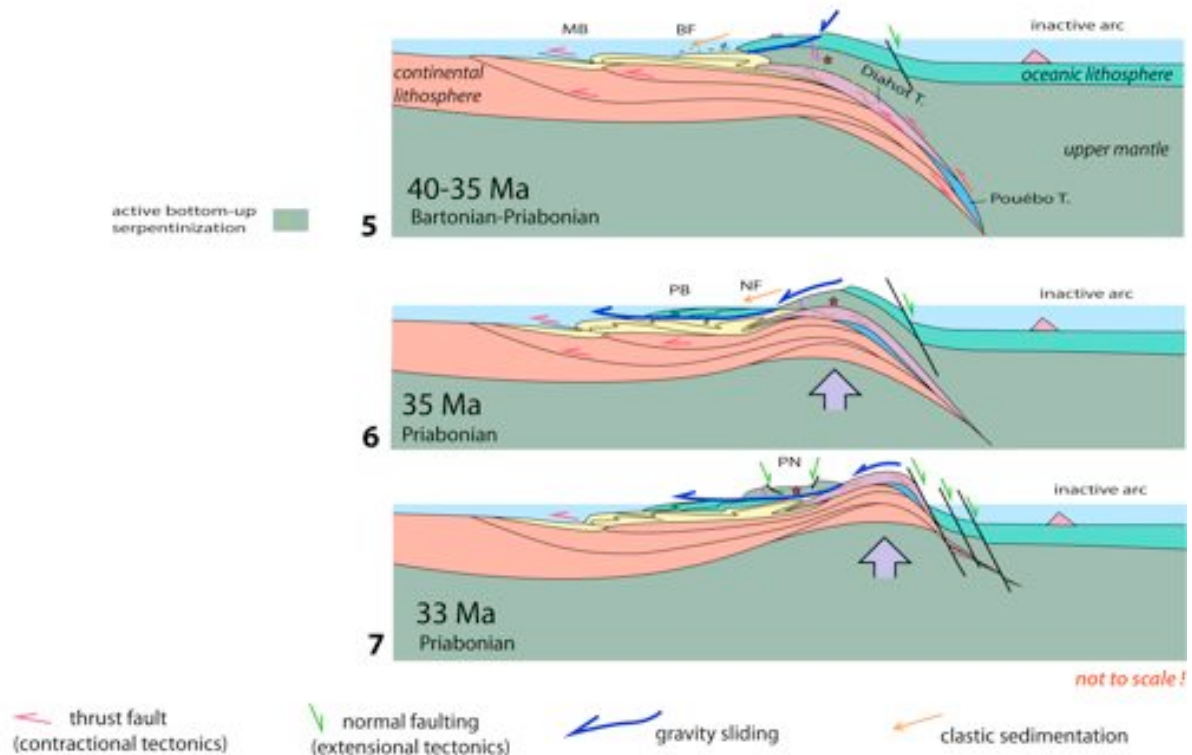 MB
BF
inactive arc
continental
lithosphere
Diahot T.
oceanic lithosphere
upper mantle
40-35 Ma
Bartonian-Priabonian
Pouébo T.
5
active bottom-up
serpentinization
PB
NF
inactive arc
35 Ma
Priabonian
6
PN
inactive arc
33 Ma
Priabonian
7
not to scale !
thrust fault
(contractional tectonics)
normal faulting
(extensional tectonics)
gravity sliding
clastic sedimentation